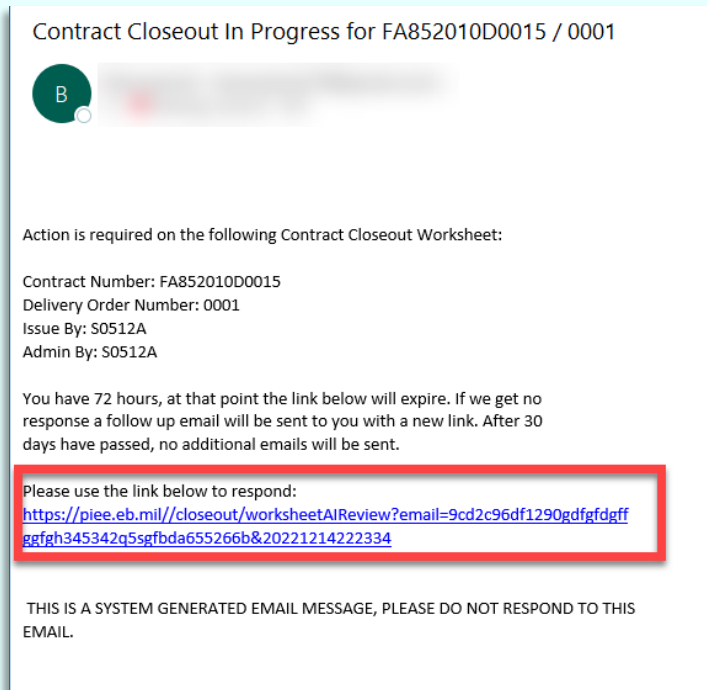 Contract Closeout In Progress for FA852010D0015 / 0001
B
Action is required on the following Contract Closeout Worksheet:
Contract Number: FA852010D0015
Delivery Order Number: 0001
Issue By: S0512A
Admin By: S0512A
You have 72 hours, at that point the link below will expire. If we get no
response a follow up email will be sent to you with a new link. After 30
days have passed, no additional emails will be sent.
Please use the link below to respond:
https://piee.eb.mil//closeout/worksheetAIReview?email=9cd2c96df1290gdfgfdgff
ggfgh345342q5sgfbda655266b&20221214222334
THIS IS A SYSTEM GENERATED EMAIL MESSAGE, PLEASE DO NOT RESPOND TO THIS
EMAIL.